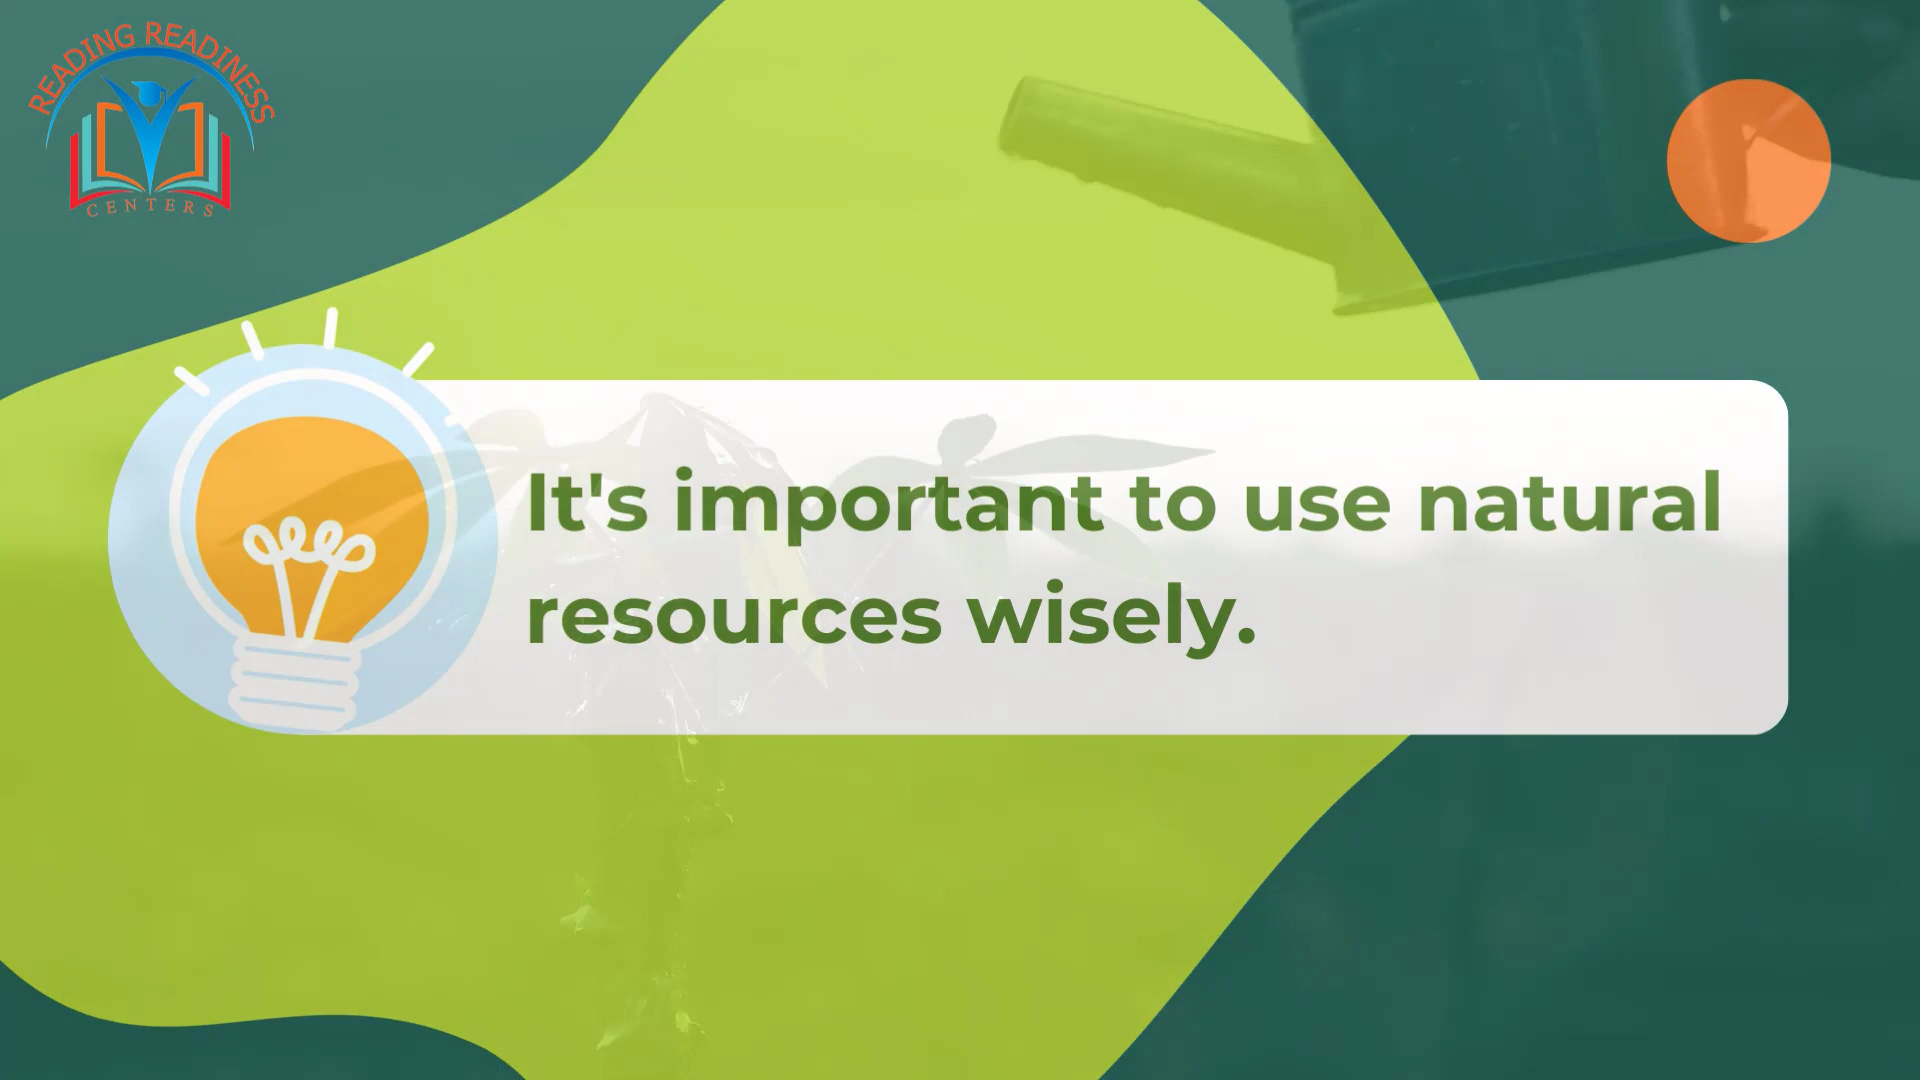 READING READINESS
CENTERS
It's important to use natural
resources wisely.